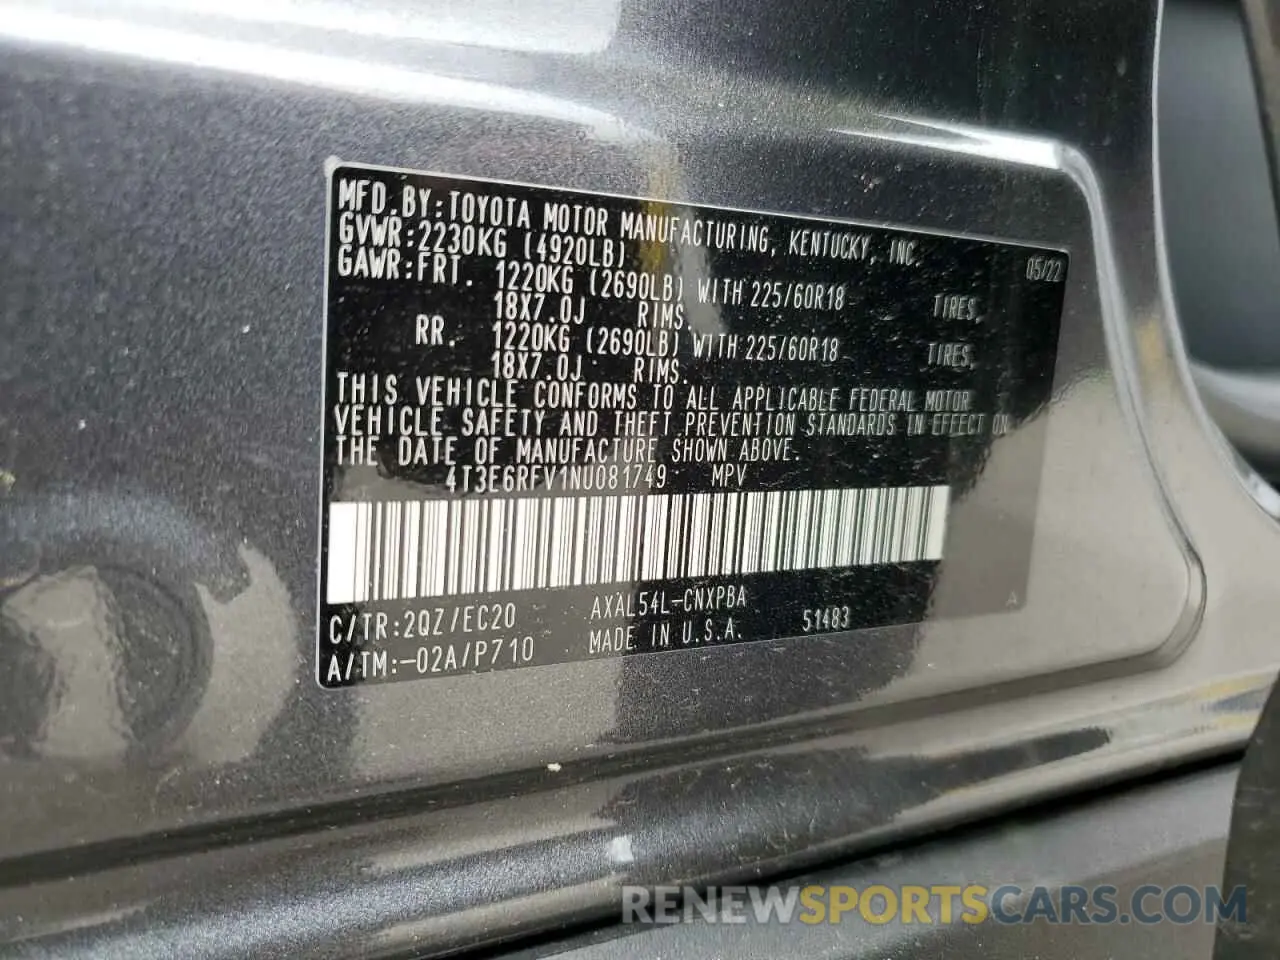 MFD.BY:TOYOTA MOTOR MANUFACTURING, KENTUCKY, INC.
GVWR:2230KG (4920LB) 05/22
GAWR:FRT. 1220KG (2690LB) WITH 225/60R18 TIRES,
18X7.0J RIMS.
RR. 1220KG (2690LB) WITH 225/60R18 TIRES.
18X7.0J RIMS.
THIS VEHICLE CONFORMS TO ALL APPLICABLE FEDERAL MOTOR
VEHICLE SAFETY AND THEFT PREVENTION STANDARDS IN EFFECT ON
THE DATE OF MANUFACTURE SHOWN ABOVE.
4T3E6RFV1NU081749 MPV
C/TR:2QZ/EC20 AXAL54L-CNXPBA A
A/TM:-02A/P710 MADE IN U.S.A. 51483
RENEWSPORTSCARS.COM